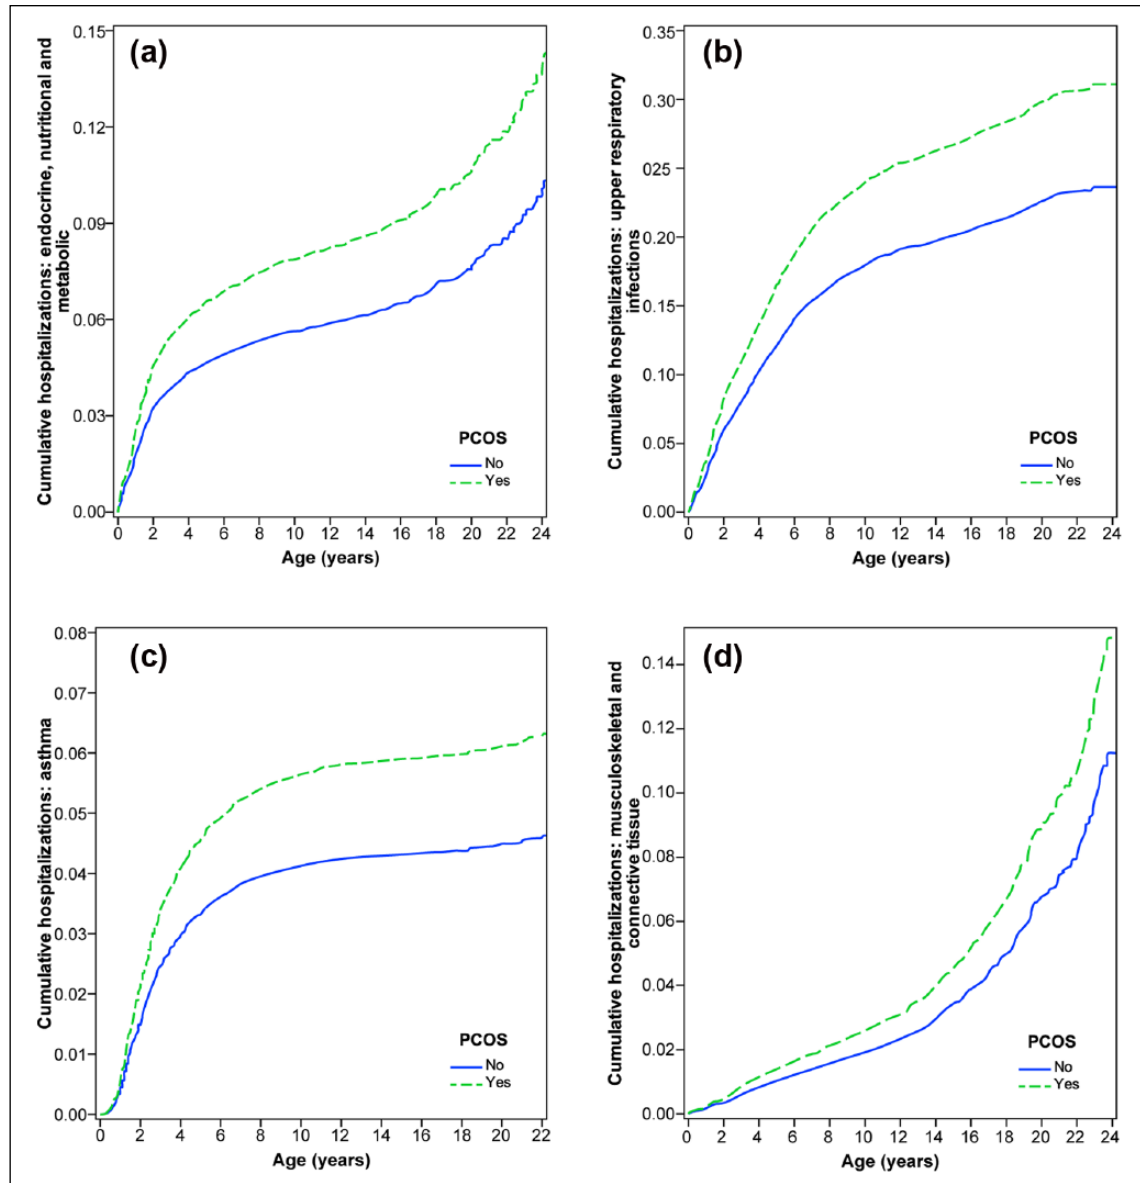 (a)
Cumulative hospitalizations: endocrine, nutritional and
metabolic
0.15
0.12
0.09
0.06
0.03
0.00
PCOS
No
Yes
0 2 4 6 8 10 12 14 16 18 20 22 24
Age (years)
(b)
Cumulative hospitalizations: upper respiratory
infections
0.35
0.30
025
0.20
0.15
0.10
0.05
0.00
PCOS
No
Yes
0 2 4 6 8 10 12 14 16 18 20 22 24
Age (years)
(c)
Cumulative hospitalizations: asthma
0.08
0.07
0.06
0.05
0.04
0.03
0.02
0.01
0.00
PCOS
No
Yes
0 2 4 6 8 10 12 14 16 18 20 22
Age (years)
(d)
Cumulative hospitalizations: musculoskeletal and
connective tissue
0.14
0.12
0.10
0.08
0.06
0.04
0.02
0.00
PCOS
No
Yes
0 2 4 6 8 10 12 14 16 18 20 22 24
Age (years)